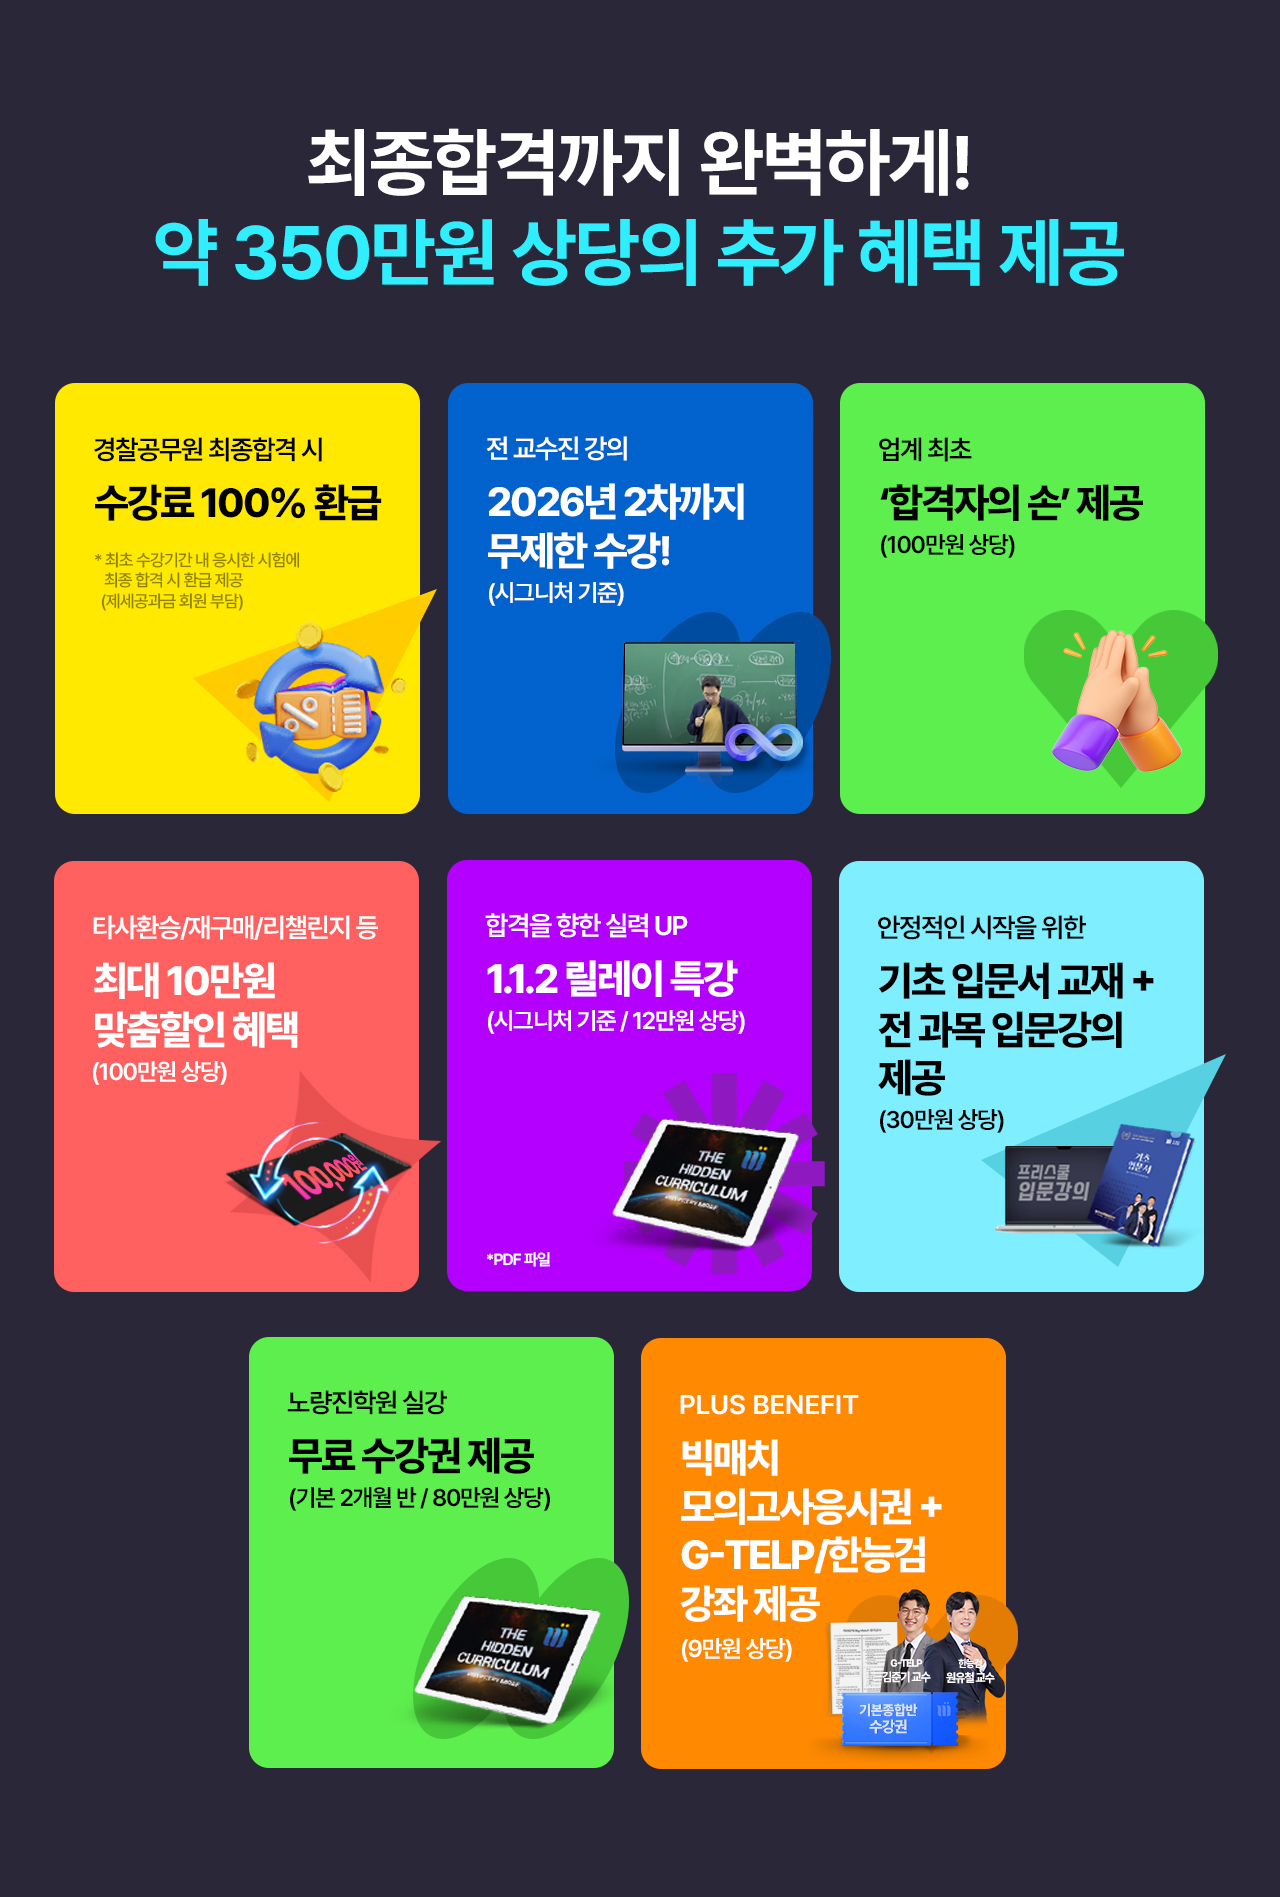 최종합격까지 완벽하게!
약 350만원 상당의 추가 혜택 제공
경찰공무원 최종합격 시
수강료 100% 환급
* 최초 수강기간 내 응시한 시험에
최종 합격 시 환급 제공
(제세공과금 회원 부담)
전 교수진 강의
2026년 2차까지
무제한 수강!
(시그니처 기준)
업계 최초
‘합격자의 손’ 제공
(100만원 상당)
타사환승/재구매/리챌린지 등
최대 10만원
맞춤할인 혜택
(100만원 상당)
100,000원
합격을 향한 실력 UP
1.1.2 릴레이 특강
(시그니처 기준 / 12만원 상당)
THE
HIDDEN
CURRICULUM
*PDF 파일
안정적인 시작을 위한
기초 입문서 교재 +
전 과목 입문강의
제공
(30만원 상당)
프리스쿨
입문강의
기초
입문서
노량진학원 실강
무료 수강권 제공
(기본 2개월 반 / 80만원 상당)
THE
HIDDEN
CURRICULUM
PLUS BENEFIT
빅매치
모의고사응시권 +
G-TELP/한능검
강좌 제공
(9만원 상당)
G-TELP
김준기 교수
한능검
원유철 교수
기본종합반
수강권